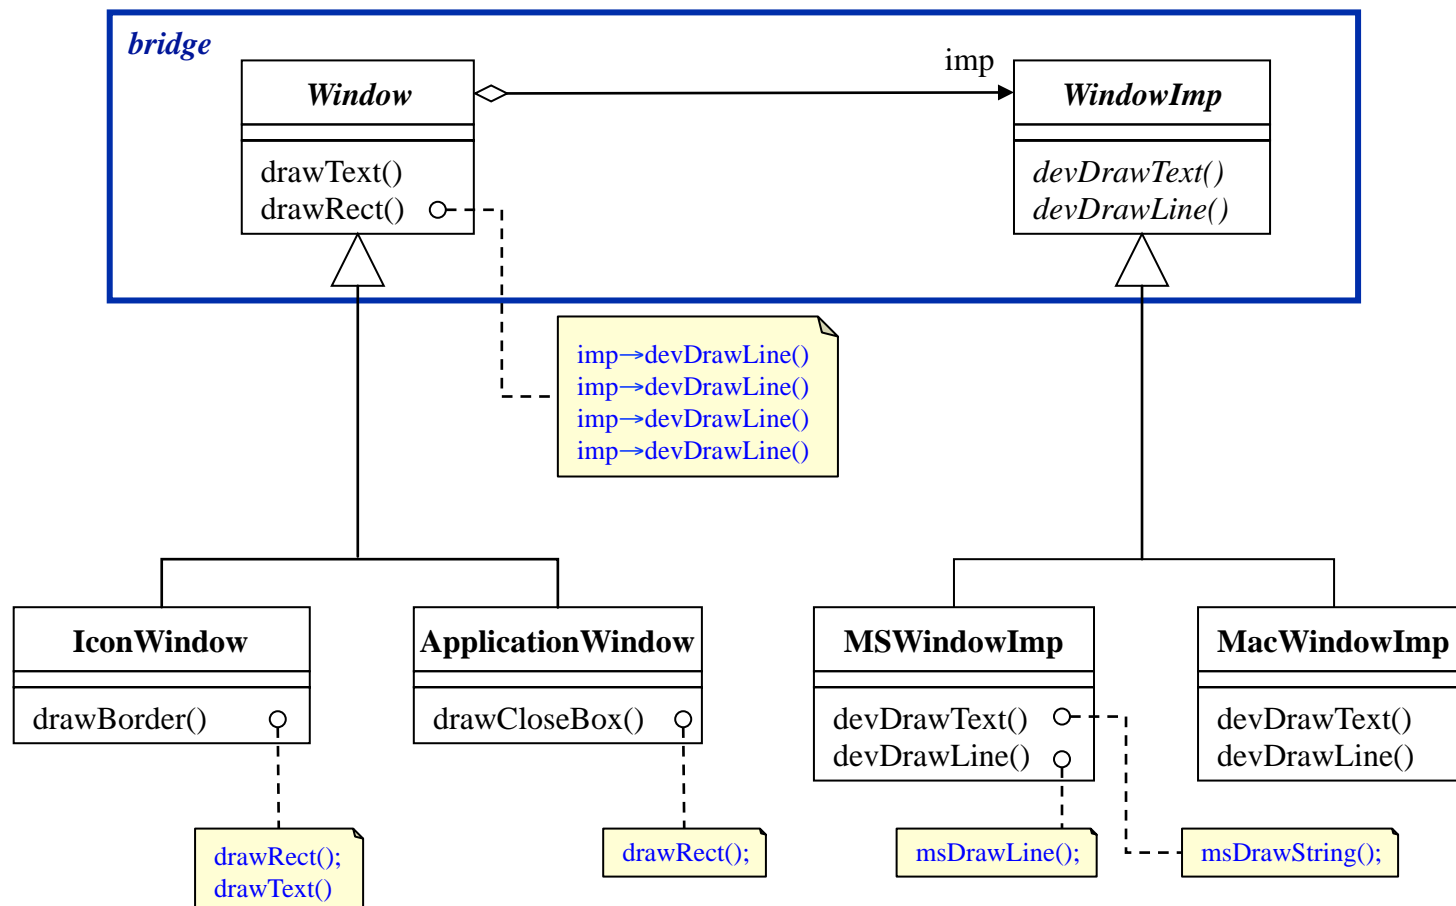 bridge
imp
Window
WindowImp
drawText()
drawRect()
devDrawText()
devDrawLine()
imp→devDrawLine()
imp→devDrawLine()
imp→devDrawLine()
imp→devDrawLine()
IconWindow
drawBorder()
ApplicationWindow
drawCloseBox()
MSWindowImp
devDrawText()
devDrawLine()
MacWindowImp
devDrawText()
devDrawLine()
drawRect();
drawText()
drawRect();
msDrawLine();
msDrawString();